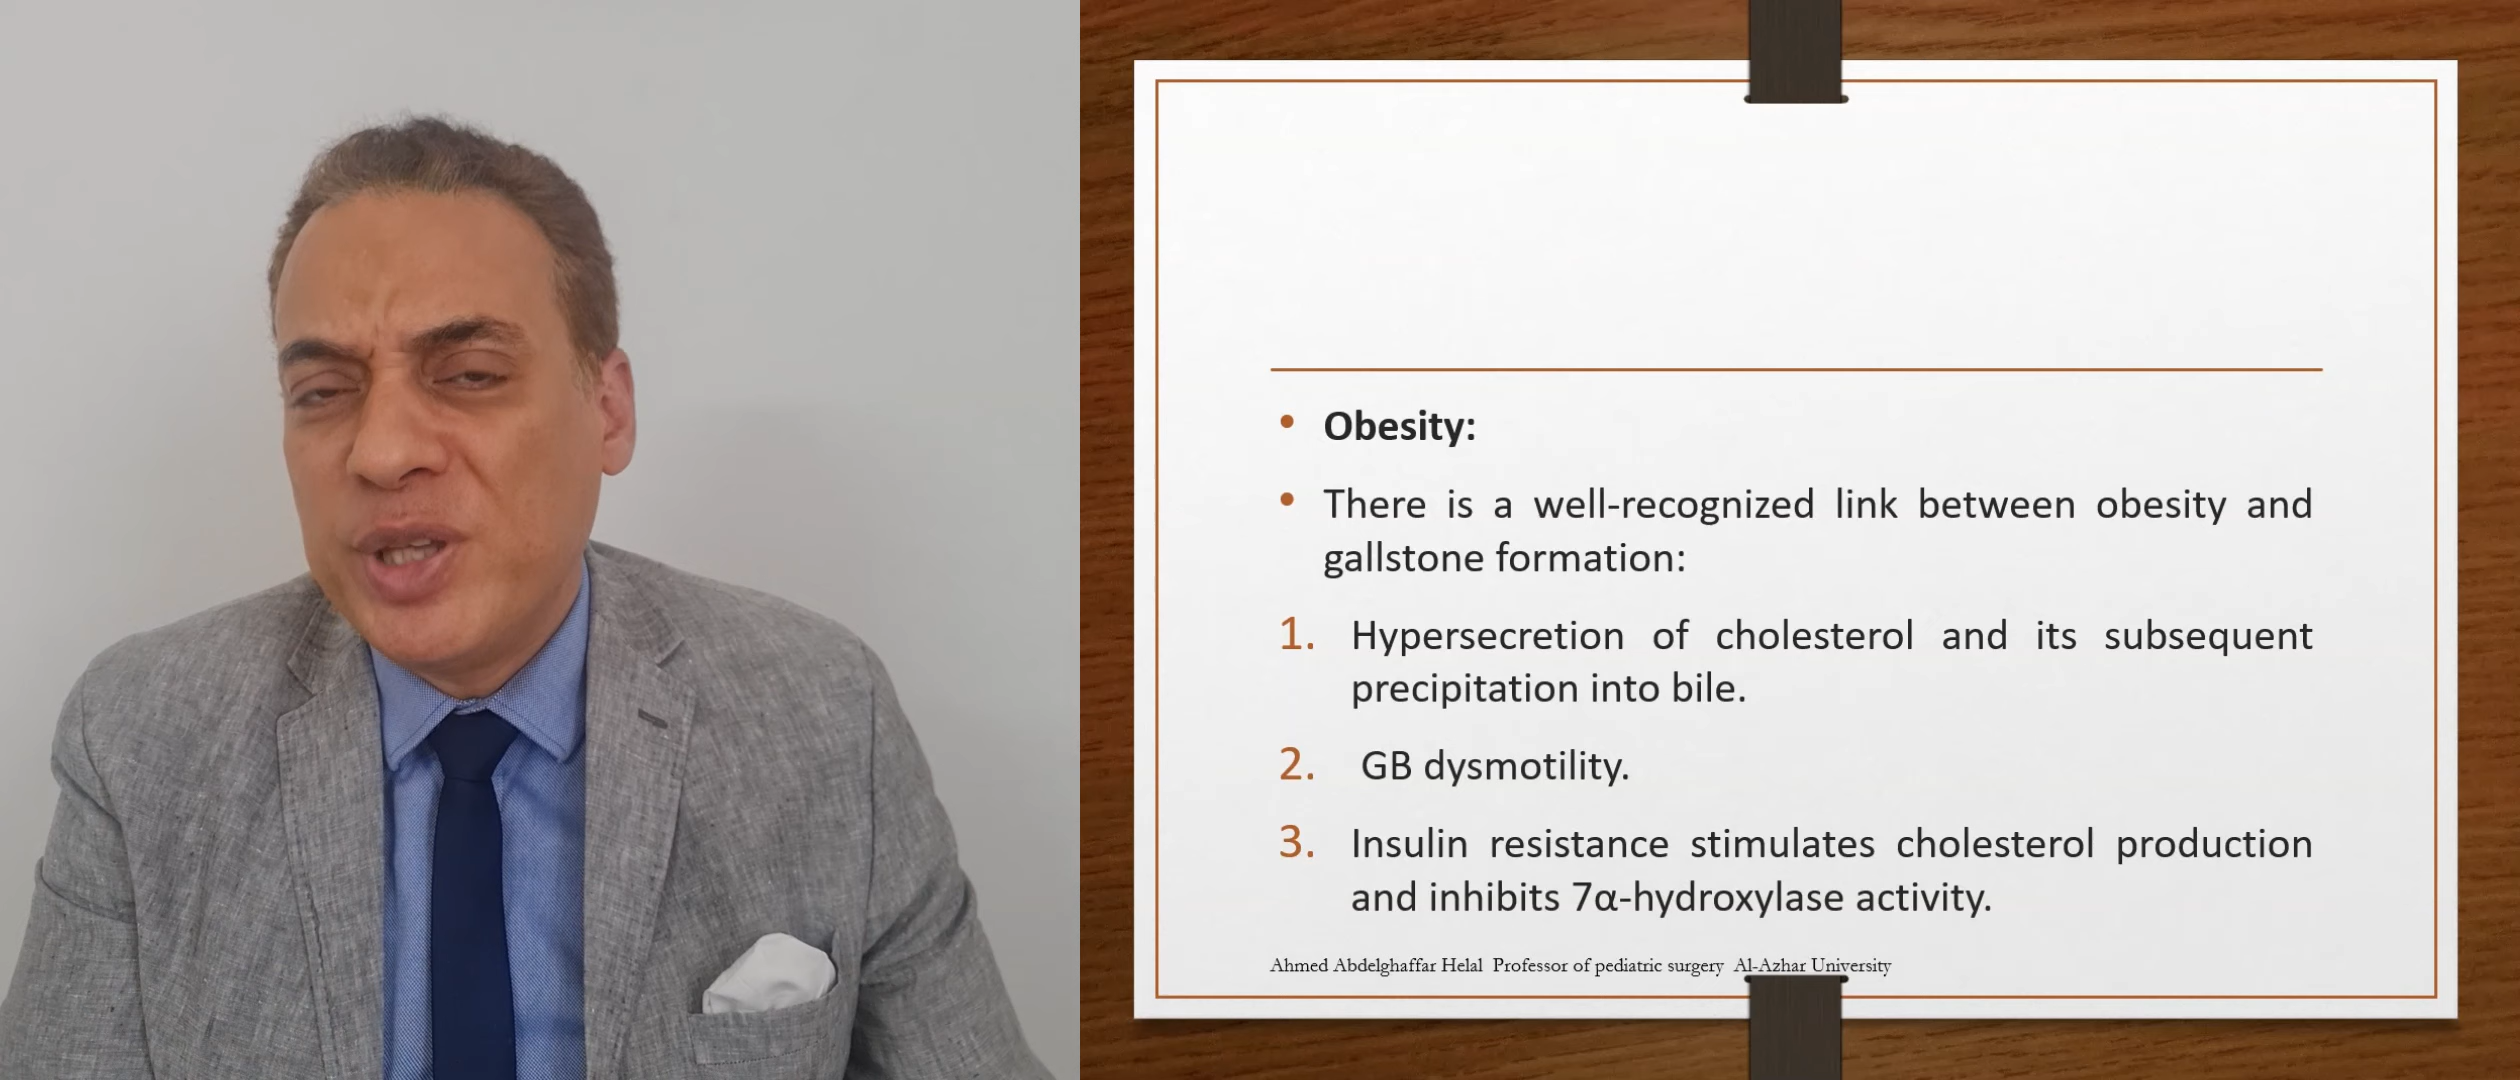 • Obesity:
• There is a well-recognized link between obesity and
gallstone formation:
1. Hypersecretion of cholesterol and its subsequent
precipitation into bile.
2. GB dysmotility.
3. Insulin resistance stimulates cholesterol production
and inhibits 7α-hydroxylase activity.
Ahmed Abdelghaffar Helal Professor of pediatric surgery Al-Azhar University